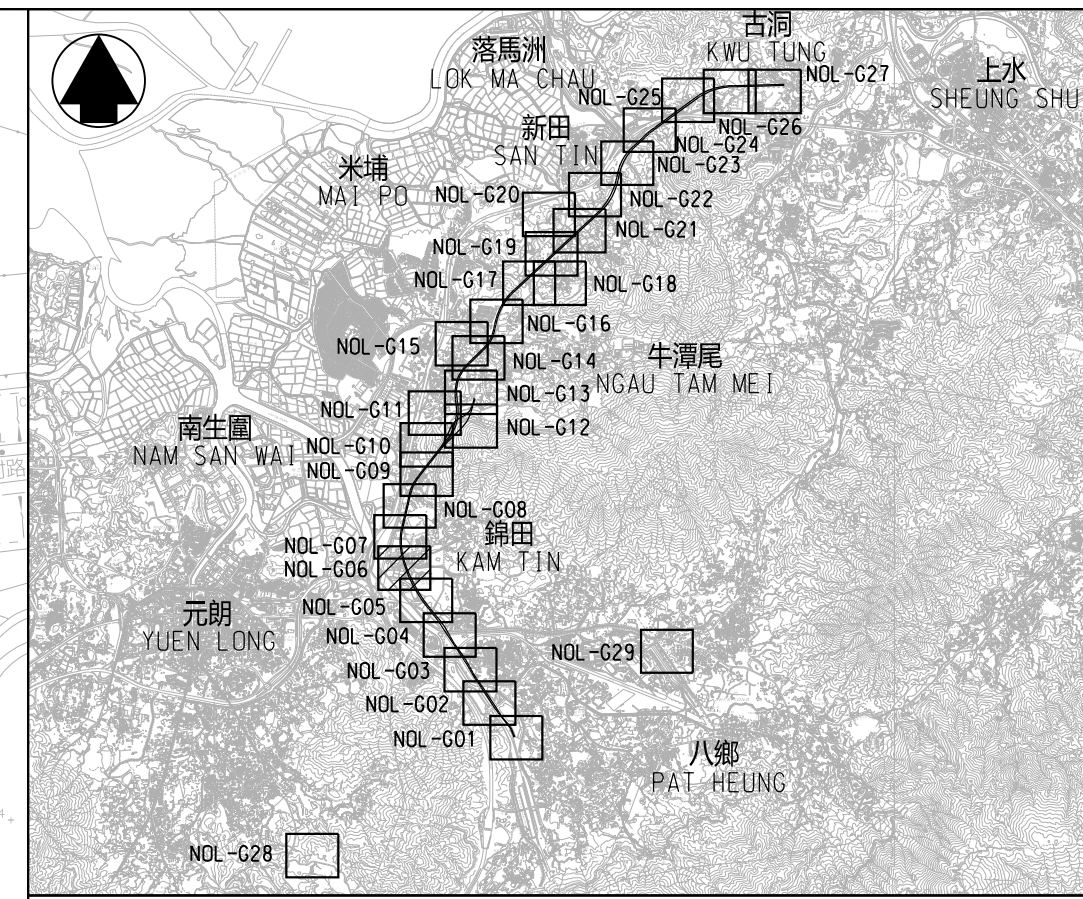 古洞
KWU TUNG
落馬洲
LOK MA CHAU
上水
SHEUNG SHU
NOL-G27
NOL-G25
NOL-G26
新田
SAN TIN
NOL-G24
NOL-G23
米埔
MAI PO
NOL-G20
NOL-G22
NOL-G21
NOL-G19
NOL-G17
NOL-G18
NOL-G16
NOL-G15
牛潭尾
NGAU TAM MEI
NOL-G14
NOL-G13
NOL-G11
NOL-G12
南生圍
NAM SAN WAI
NOL-G10
NOL-G09
NOL-G08
錦田
KAM TIN
NOL-G07
NOL-G06
NOL-G05
元朗
YUEN LONG
NOL-G04
NOL-G03
NOL-G29
NOL-G02
NOL-G01
八鄉
PAT HEUNG
NOL-G28